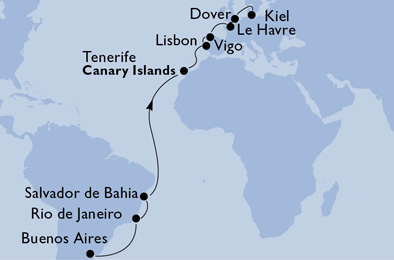 Dover
Kiel
Le Havre
Lisbon
Vigo
Tenerife
Canary Islands
Salvador de Bahia
Rio de Janeiro
Buenos Aires